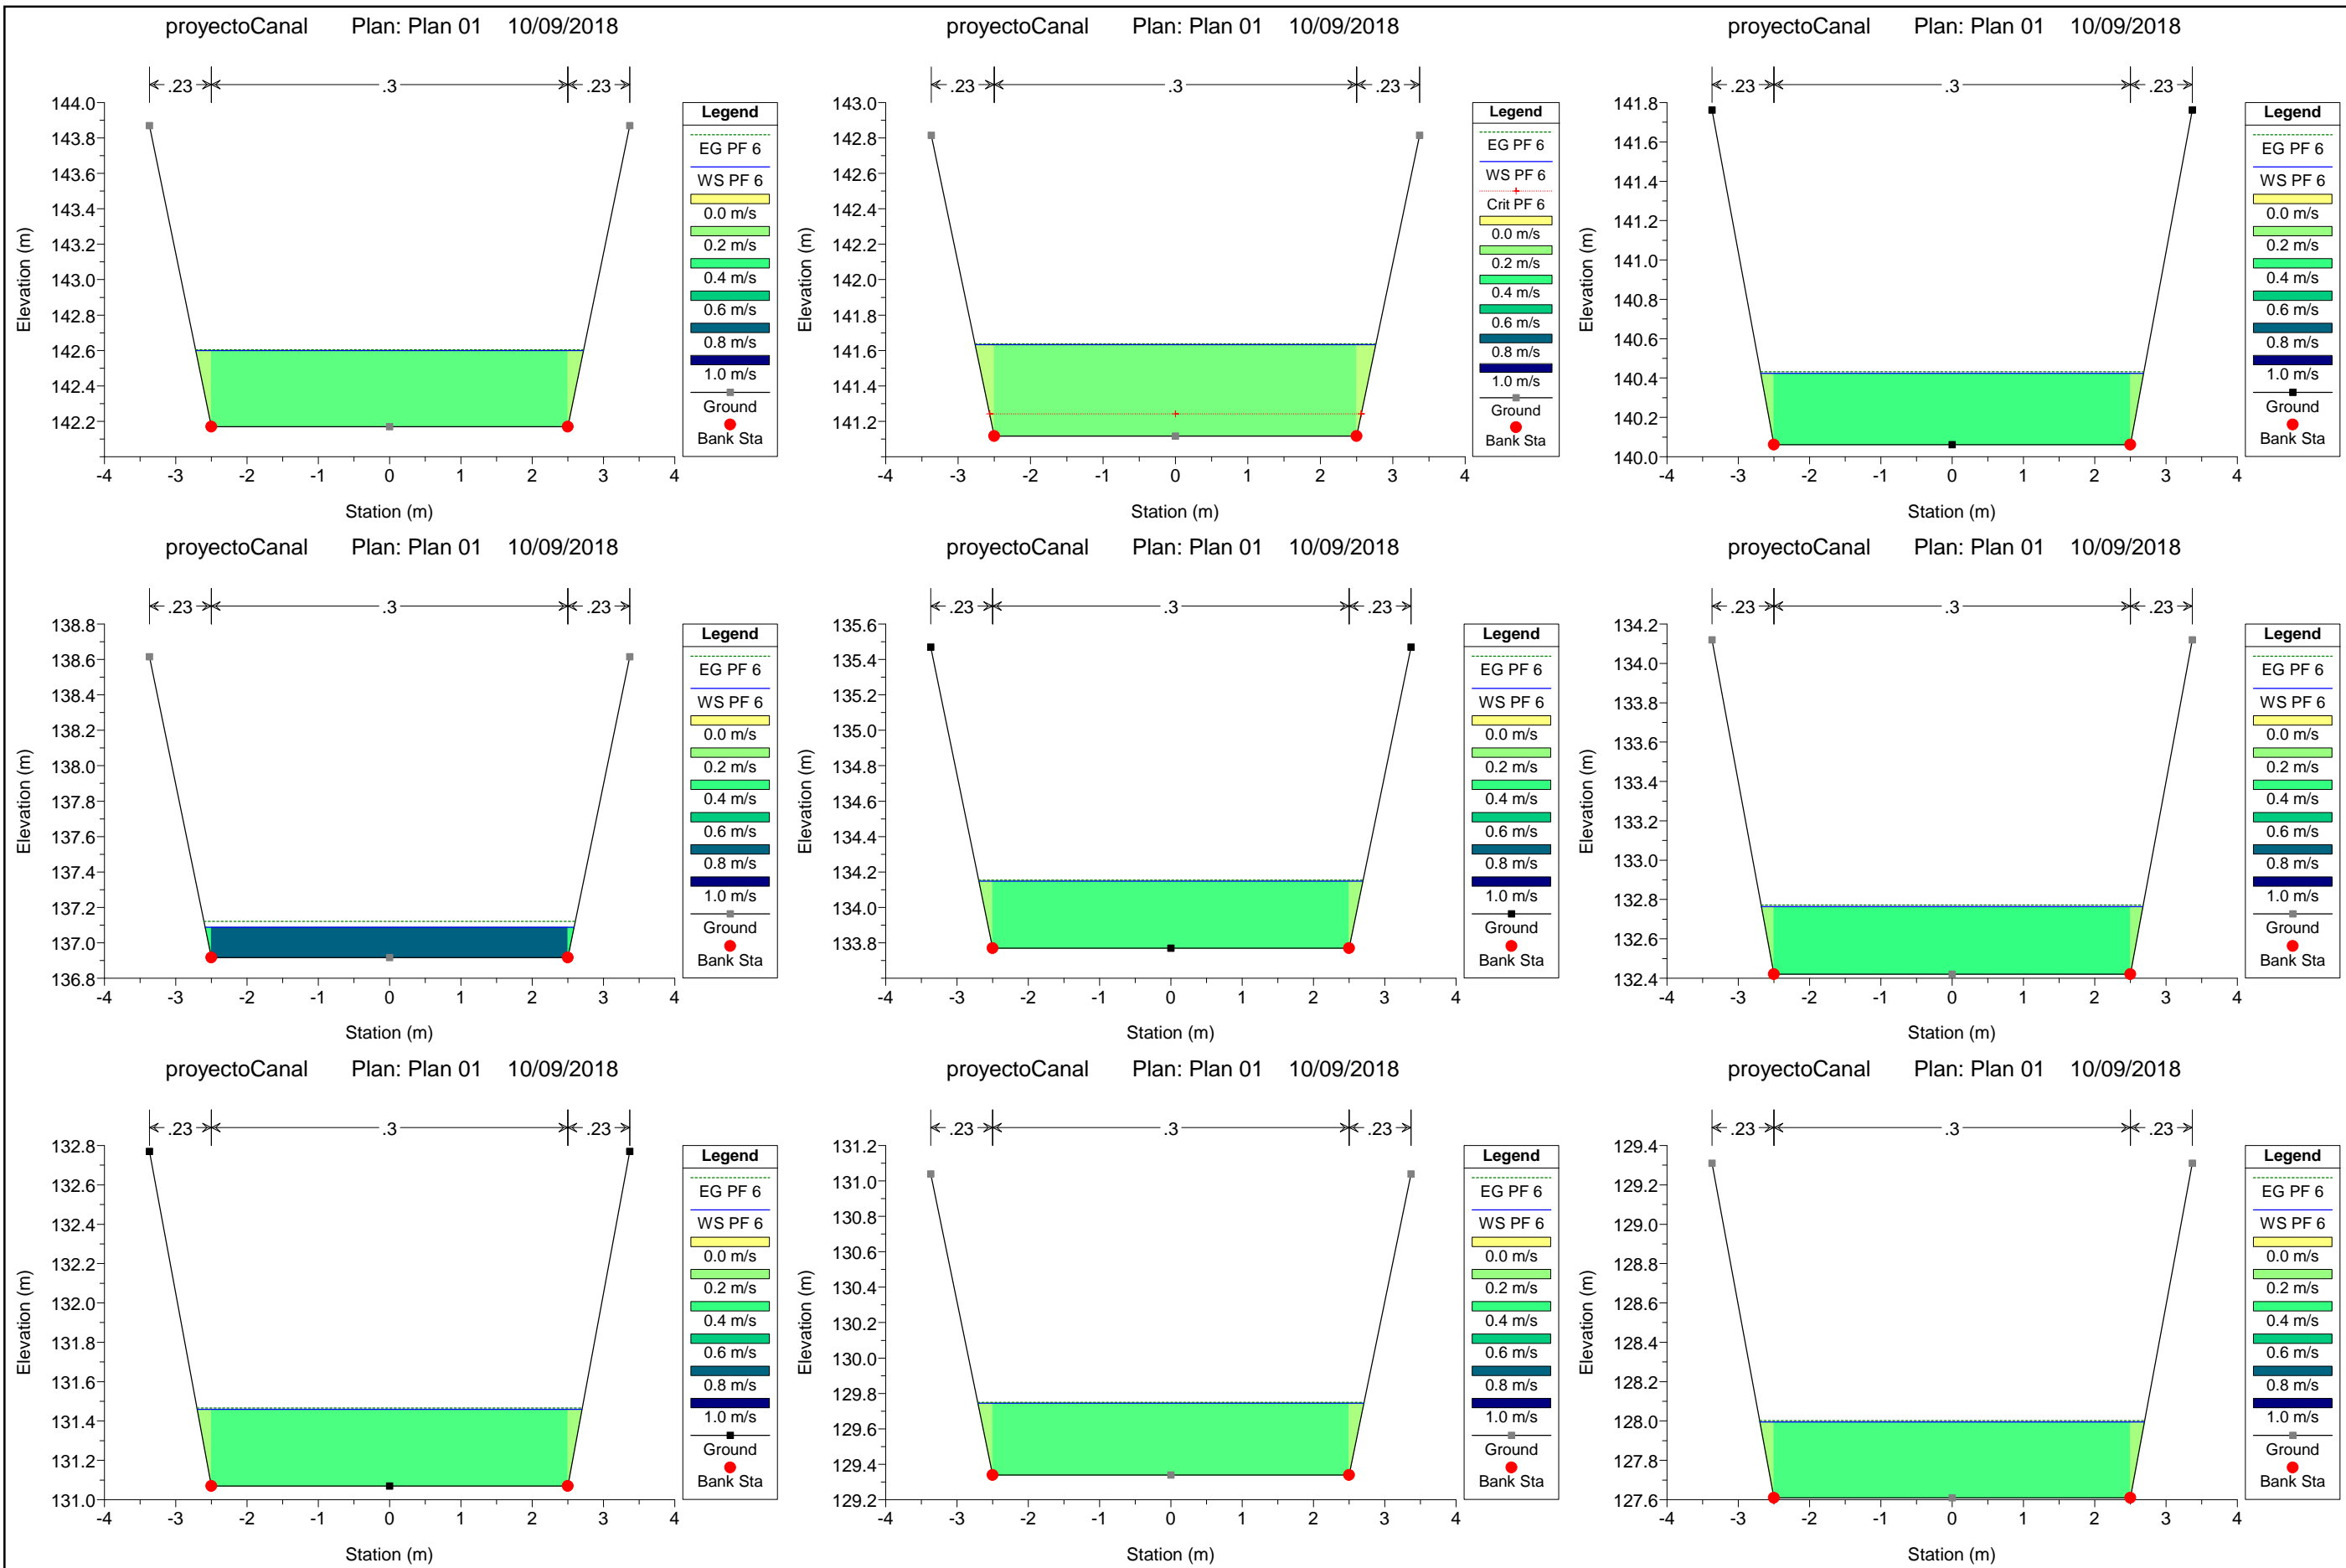 proyectoCanal Plan: Plan 01 10/09/2018
.23 .3 .23
144.0
143.8
143.6
143.4
143.2
143.0
142.8
142.6
142.4
142.2
Elevation (m)
-4 -3 -2 -1 0 1 2 3 4
Station (m)
Legend
EG PF 6
WS PF 6
0.0 m/s
0.2 m/s
0.4 m/s
0.6 m/s
0.8 m/s
1.0 m/s
Ground
Bank Sta
proyectoCanal Plan: Plan 01 10/09/2018
.23 .3 .23
143.0
142.8
142.6
142.4
142.2
142.0
141.8
141.6
141.4
141.2
Elevation (m)
-4 -3 -2 -1 0 1 2 3 4
Station (m)
Legend
EG PF 6
WS PF 6
Crit PF 6
0.0 m/s
0.2 m/s
0.4 m/s
0.6 m/s
0.8 m/s
1.0 m/s
Ground
Bank Sta
proyectoCanal Plan: Plan 01 10/09/2018
.23 .3 .23
141.8
141.6
141.4
141.2
141.0
140.8
140.6
140.4
140.2
140.0
Elevation (m)
-4 -3 -2 -1 0 1 2 3 4
Station (m)
Legend
EG PF 6
WS PF 6
0.0 m/s
0.2 m/s
0.4 m/s
0.6 m/s
0.8 m/s
1.0 m/s
Ground
Bank Sta
proyectoCanal Plan: Plan 01 10/09/2018
.23 .3 .23
138.8
138.6
138.4
138.2
138.0
137.8
137.6
137.4
137.2
137.0
136.8
Elevation (m)
-4 -3 -2 -1 0 1 2 3 4
Station (m)
Legend
EG PF 6
WS PF 6
0.0 m/s
0.2 m/s
0.4 m/s
0.6 m/s
0.8 m/s
1.0 m/s
Ground
Bank Sta
proyectoCanal Plan: Plan 01 10/09/2018
.23 .3 .23
135.6
135.4
135.2
135.0
134.8
134.6
134.4
134.2
134.0
133.8
Elevation (m)
-4 -3 -2 -1 0 1 2 3 4
Station (m)
Legend
EG PF 6
WS PF 6
0.0 m/s
0.2 m/s
0.4 m/s
0.6 m/s
0.8 m/s
1.0 m/s
Ground
Bank Sta
proyectoCanal Plan: Plan 01 10/09/2018
.23 .3 .23
134.2
134.0
133.8
133.6
133.4
133.2
133.0
132.8
132.6
132.4
Elevation (m)
-4 -3 -2 -1 0 1 2 3 4
Station (m)
Legend
EG PF 6
WS PF 6
0.0 m/s
0.2 m/s
0.4 m/s
0.6 m/s
0.8 m/s
1.0 m/s
Ground
Bank Sta
proyectoCanal Plan: Plan 01 10/09/2018
.23 .3 .23
132.8
132.6
132.4
132.2
132.0
131.8
131.6
131.4
131.2
131.0
Elevation (m)
-4 -3 -2 -1 0 1 2 3 4
Station (m)
Legend
EG PF 6
WS PF 6
0.0 m/s
0.2 m/s
0.4 m/s
0.6 m/s
0.8 m/s
1.0 m/s
Ground
Bank Sta
proyectoCanal Plan: Plan 01 10/09/2018
.23 .3 .23
131.2
131.0
130.8
130.6
130.4
130.2
130.0
129.8
129.6
129.4
129.2
Elevation (m)
-4 -3 -2 -1 0 1 2 3 4
Station (m)
Legend
EG PF 6
WS PF 6
0.0 m/s
0.2 m/s
0.4 m/s
0.6 m/s
0.8 m/s
1.0 m/s
Ground
Bank Sta
proyectoCanal Plan: Plan 01 10/09/2018
.23 .3 .23
129.4
129.2
129.0
128.8
128.6
128.4
128.2
128.0
127.8
127.6
Elevation (m)
-4 -3 -2 -1 0 1 2 3 4
Station (m)
Legend
EG PF 6
WS PF 6
0.0 m/s
0.2 m/s
0.4 m/s
0.6 m/s
0.8 m/s
1.0 m/s
Ground
Bank Sta